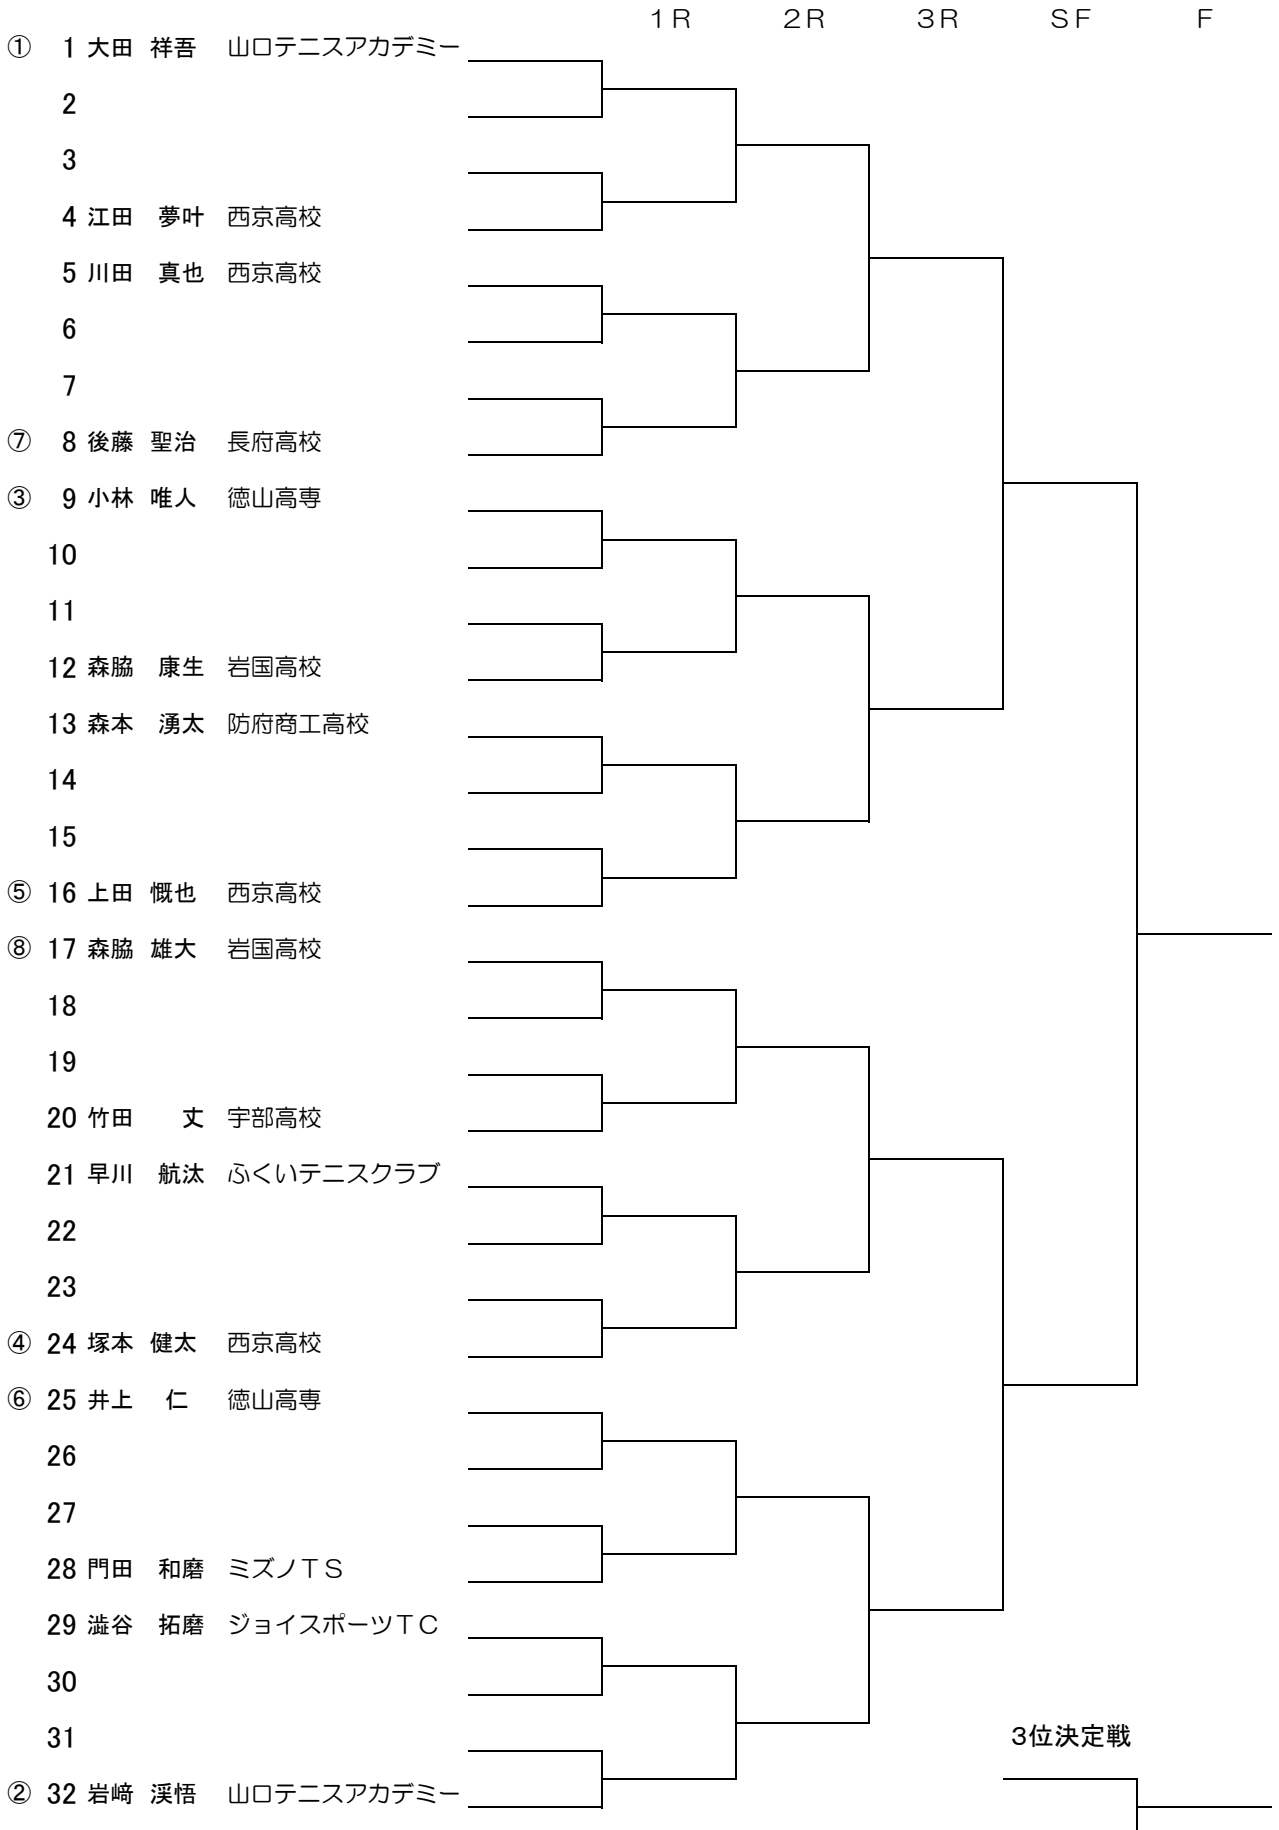 １Ｒ ２Ｒ ３Ｒ ＳＦ Ｆ
① 1 大田 祥吾 山口テニスアカデミー
2
3
4 江田 夢叶 西京高校
5 川田 真也 西京高校
6
7
⑦ 8 後藤 聖治 長府高校
③ 9 小林 唯人 徳山高専
10
11
12 森脇 康生 岩国高校
13 森本 湧太 防府商工高校
14
15
⑤ 16 上田 慨也 西京高校
⑧ 17 森脇 雄大 岩国高校
18
19
20 竹田 丈 宇部高校
21 早川 航汰 ふくいテニスクラブ
22
23
④ 24 塚本 健太 西京高校
⑥ 25 井上 仁 徳山高専
26
27
28 門田 和磨 ミズノＴＳ
29 澁谷 拓磨 ジョイスポーツＴＣ
30
31
3位決定戦
② 32 岩﨑 渓悟 山口テニスアカデミー